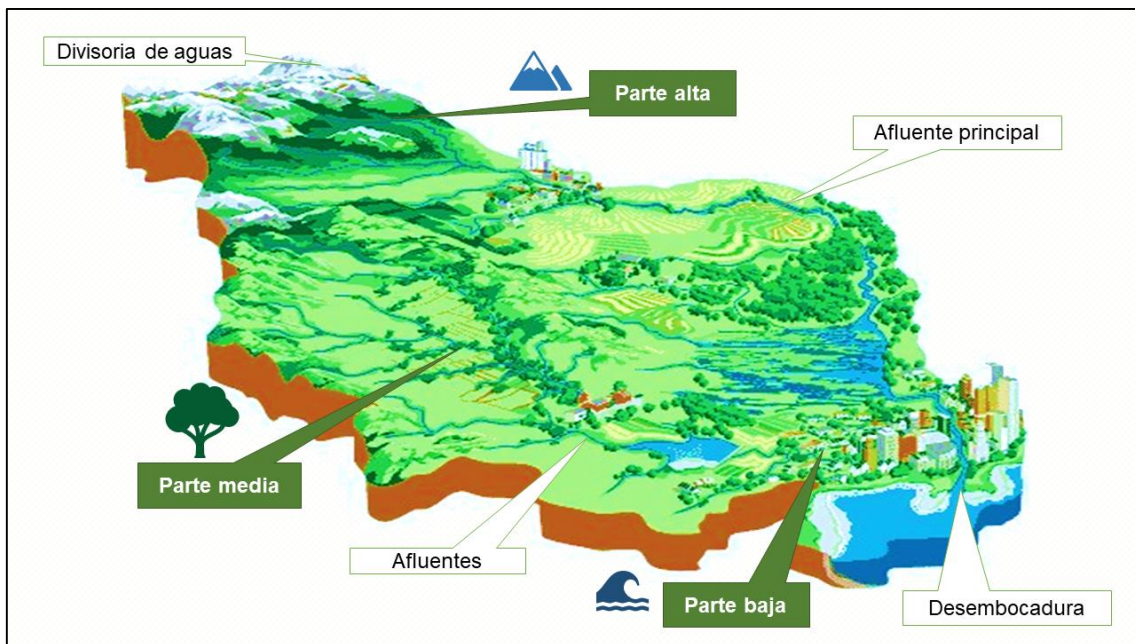 Divisoria de aguas
Parte alta
Afluente principal
Parte media
Afluentes
Parte baja
Desembocadura